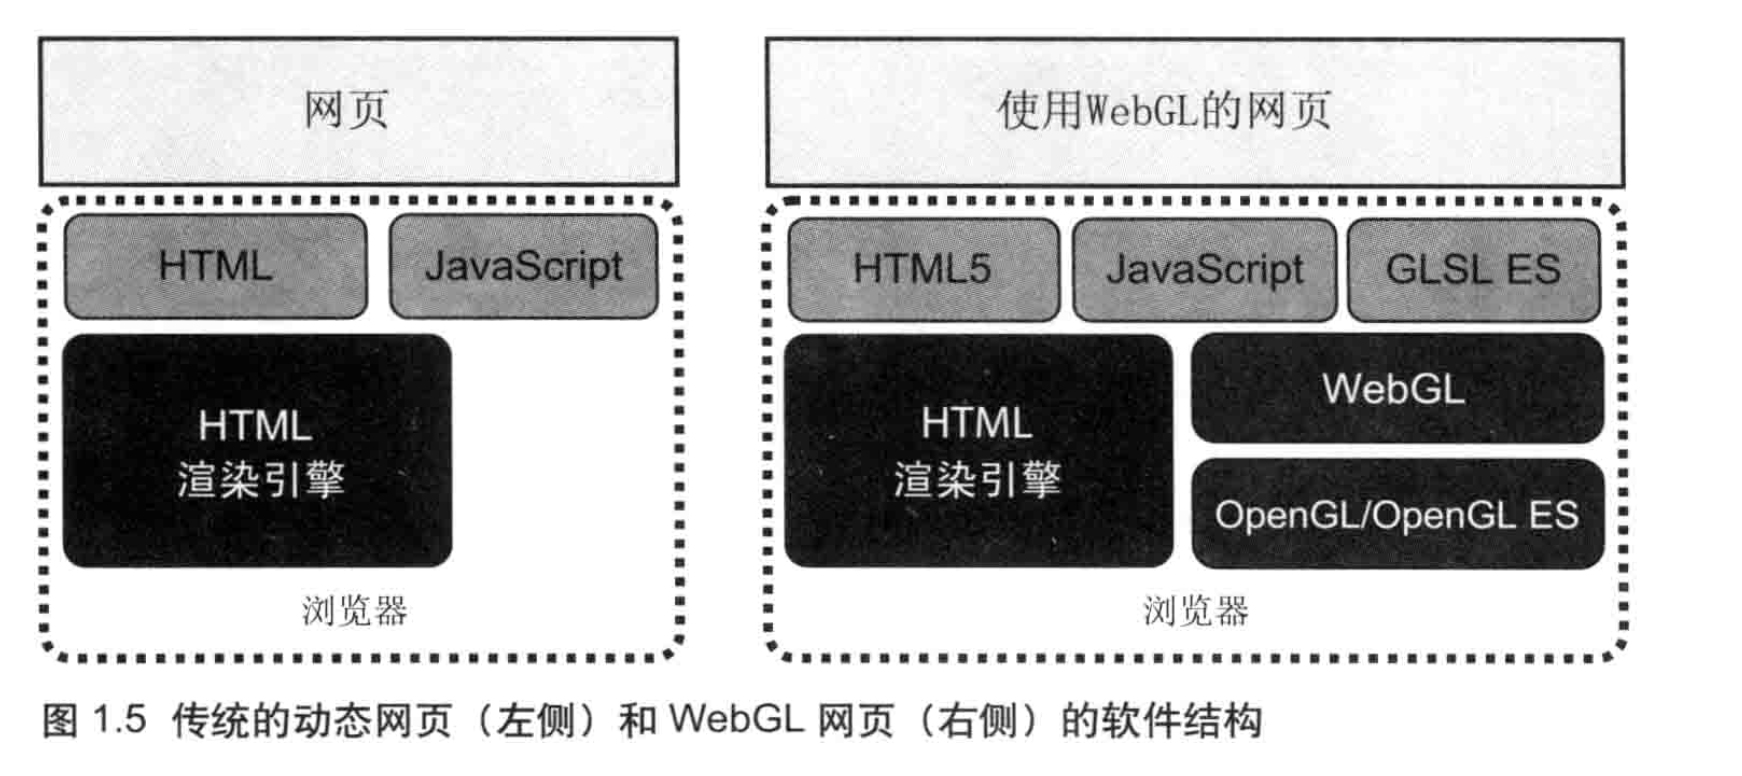 网页
HTML
JavaScript
HTML
渲染引擎
浏览器
使用WebGL的网页
HTML5
JavaScript
GLSL ES
HTML
渲染引擎
WebGL
OpenGL/OpenGL ES
浏览器
图 1.5 传统的动态网页（左侧）和 WebGL 网页（右侧）的软件结构